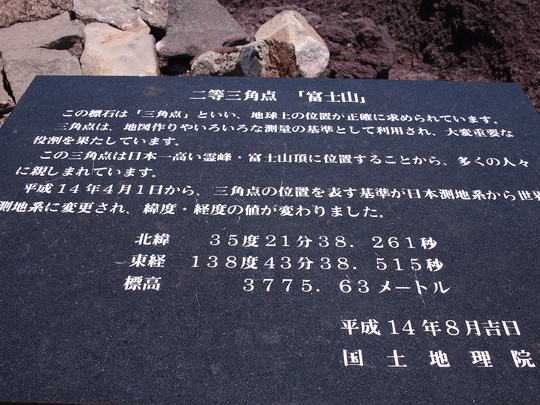 二等三角点 「富士山」
この標石は「三角点」といい、地球上の位置が正確に求められています。
三角点は、地図作りやいろいろな測量の基準として利用され、大変重要な
役割を果たしています。
この三角点は日本一高い霊峰・富士山頂に位置することから、多くの人々
に親しまれています。
平成14年4月1日から、三角点の位置を表す基準が日本測地系から世界
測地系に変更され、緯度・経度の値が変わりました。
北緯 35度21分38．261秒
東経 138度43分38．515秒
標高 3775．63メートル
平成14年8月吉日
国土地理院